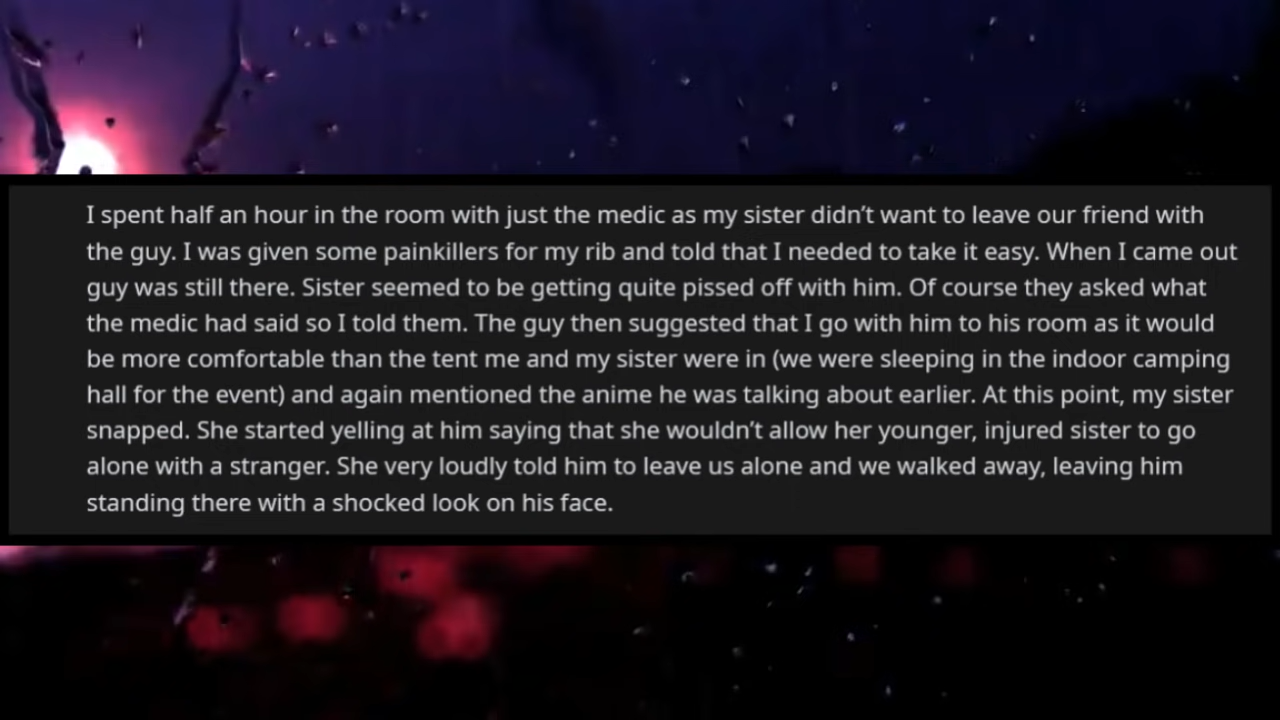 I spent half an hour in the room with just the medic as my sister didn’t want to leave our friend with
the guy. I was given some painkillers for my rib and told that I needed to take it easy. When I came out
guy was still there. Sister seemed to be getting quite pissed off with him. Of course they asked what
the medic had said so I told them. The guy then suggested that I go with him to his room as it would
be more comfortable than the tent me and my sister were in (we were sleeping in the indoor camping
hall for the event) and again mentioned the anime he was talking about earlier. At this point, my sister
snapped. She started yelling at him saying that she wouldn’t allow her younger, injured sister to go
alone with a stranger. She very loudly told him to leave us alone and we walked away, leaving him
standing there with a shocked look on his face.